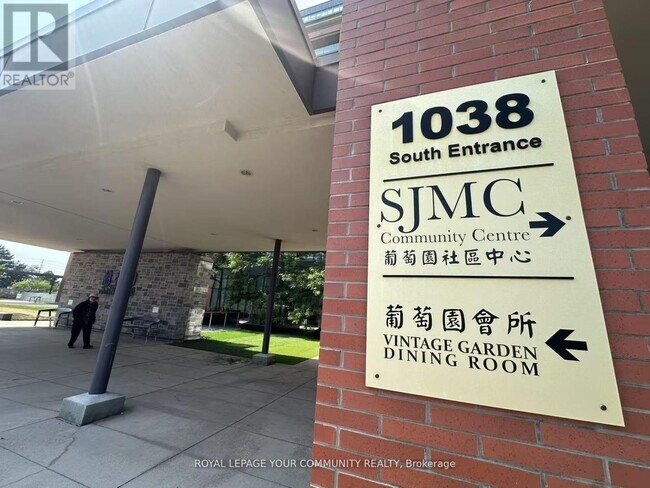 REALTOR
1038
South Entrance
SJMC
Community Centre
葡萄園社區中心
葡萄園會所
VINTAGE GARDEN
DINING ROOM
ROYAL LEPAGE YOUR COMMUNITY REALTY, Brokerage